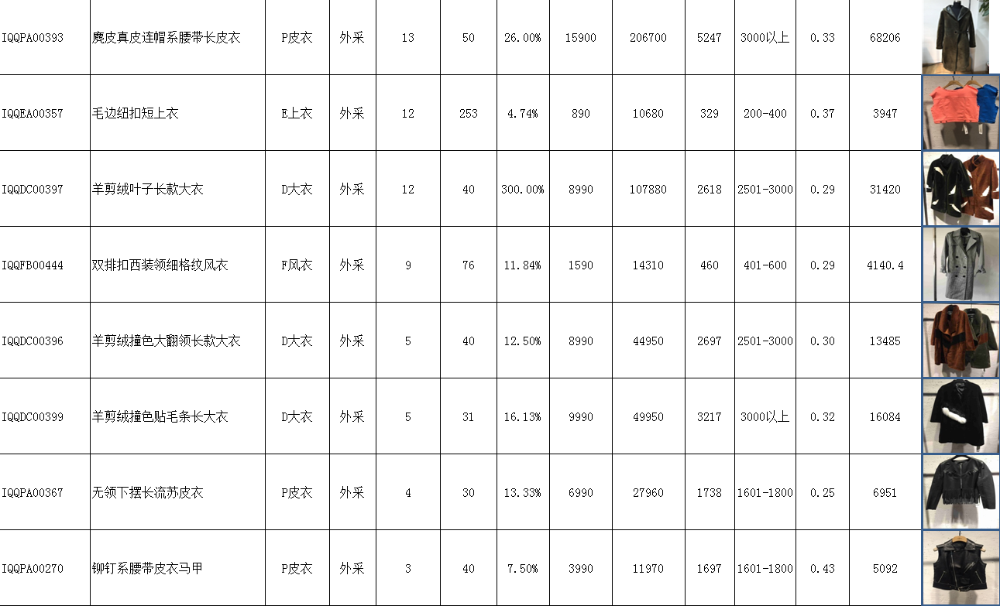 IQQPA00393 麂皮真皮连帽系腰带长皮衣 P皮衣 外采 13 50 26.00% 15900 206700 5247 3000以上 0.33 68206
IQQEA00357 毛边纽扣短上衣 E上衣 外采 12 253 4.74% 890 10680 329 200-400 0.37 3947
IQQDC00397 羊剪绒叶子长款大衣 D大衣 外采 12 40 300.00% 8990 107880 2618 2501-3000 0.29 31420
IQQFB00444 双排扣西装领细格纹风衣 F风衣 外采 9 76 11.84% 1590 14310 460 401-600 0.29 4140.4
IQQDC00396 羊剪绒撞色大翻领长款大衣 D大衣 外采 5 40 12.50% 8990 44950 2697 2501-3000 0.30 13485
IQQDC00399 羊剪绒撞色贴毛条长大衣 D大衣 外采 5 31 16.13% 9990 49950 3217 3000以上 0.32 16084
IQQPA00367 无领下摆长流苏皮衣 P皮衣 外采 4 30 13.33% 6990 27960 1738 1601-1800 0.25 6951
IQQPA00270 铆钉系腰带皮衣马甲 P皮衣 外采 3 40 7.50% 3990 11970 1697 1601-1800 0.43 5092